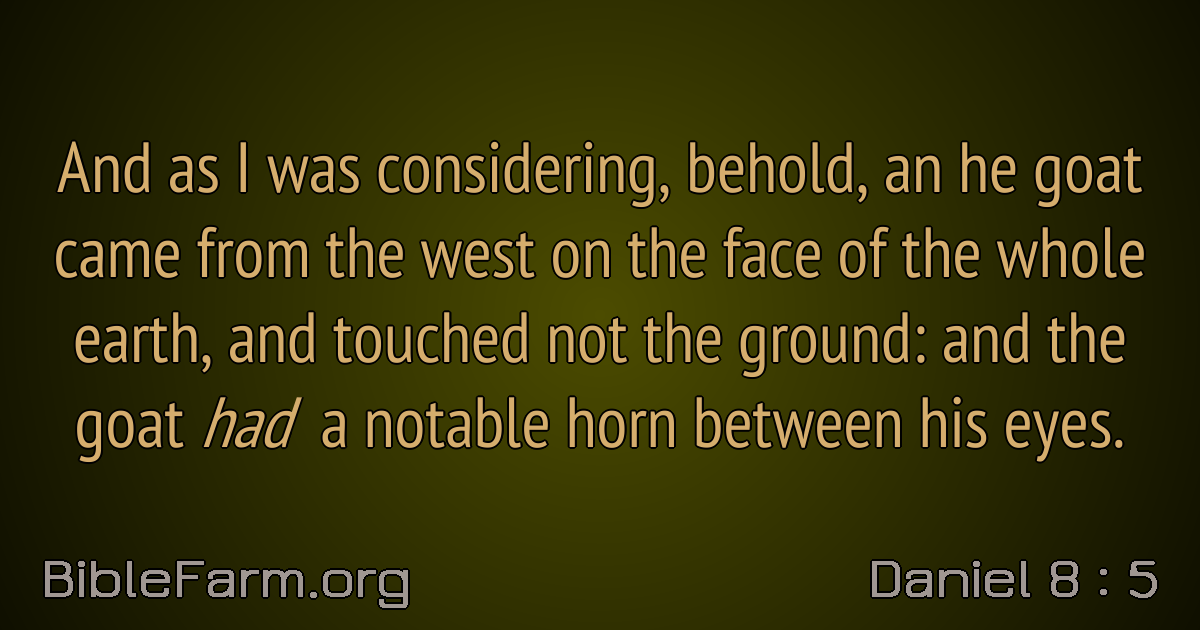 And as I was considering, behold, an he goat
came from the west on the face of the whole
earth, and touched not the ground: and the
goat had a notable horn between his eyes.
BibleFarm.org
Daniel 8 : 5